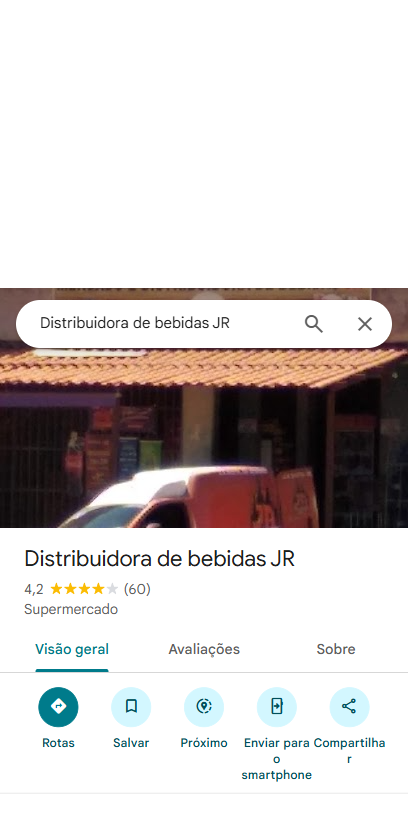 Distribuidora de bebidas JR
Distribuidora de bebidas JR
4,2 (60)
Supermercado
Visão geral
Avaliações
Sobre
Rotas
Salvar
Próximo
Enviar para
o
smartphone
Compartilha
r